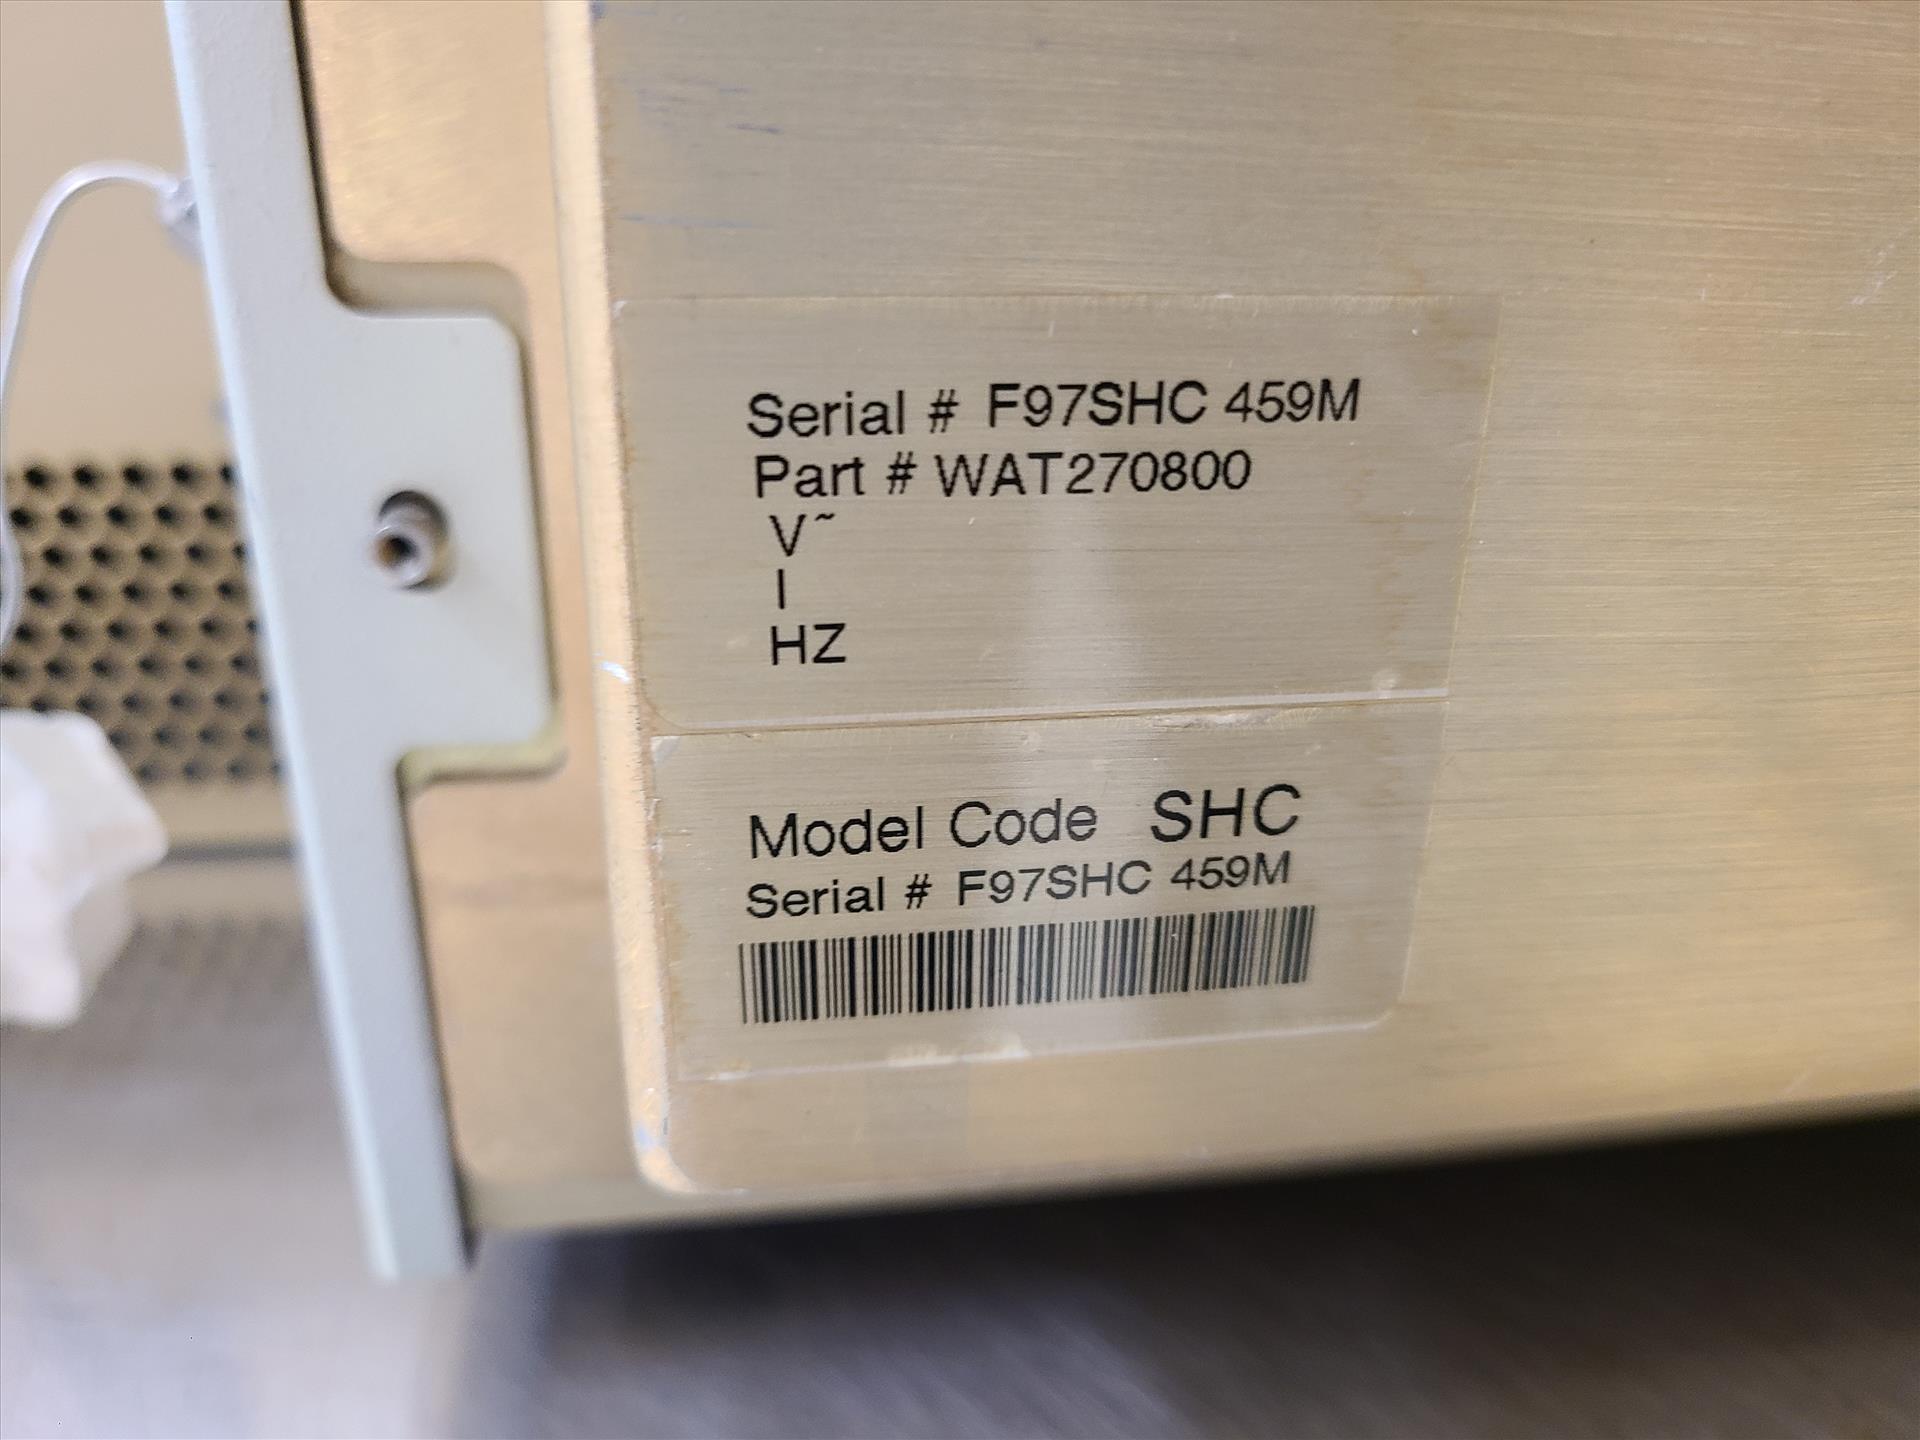 Serial # F97SHC 459M
Part # WAT270800
V~
I
HZ
Model Code SHC
Serial # F97SHC 459M